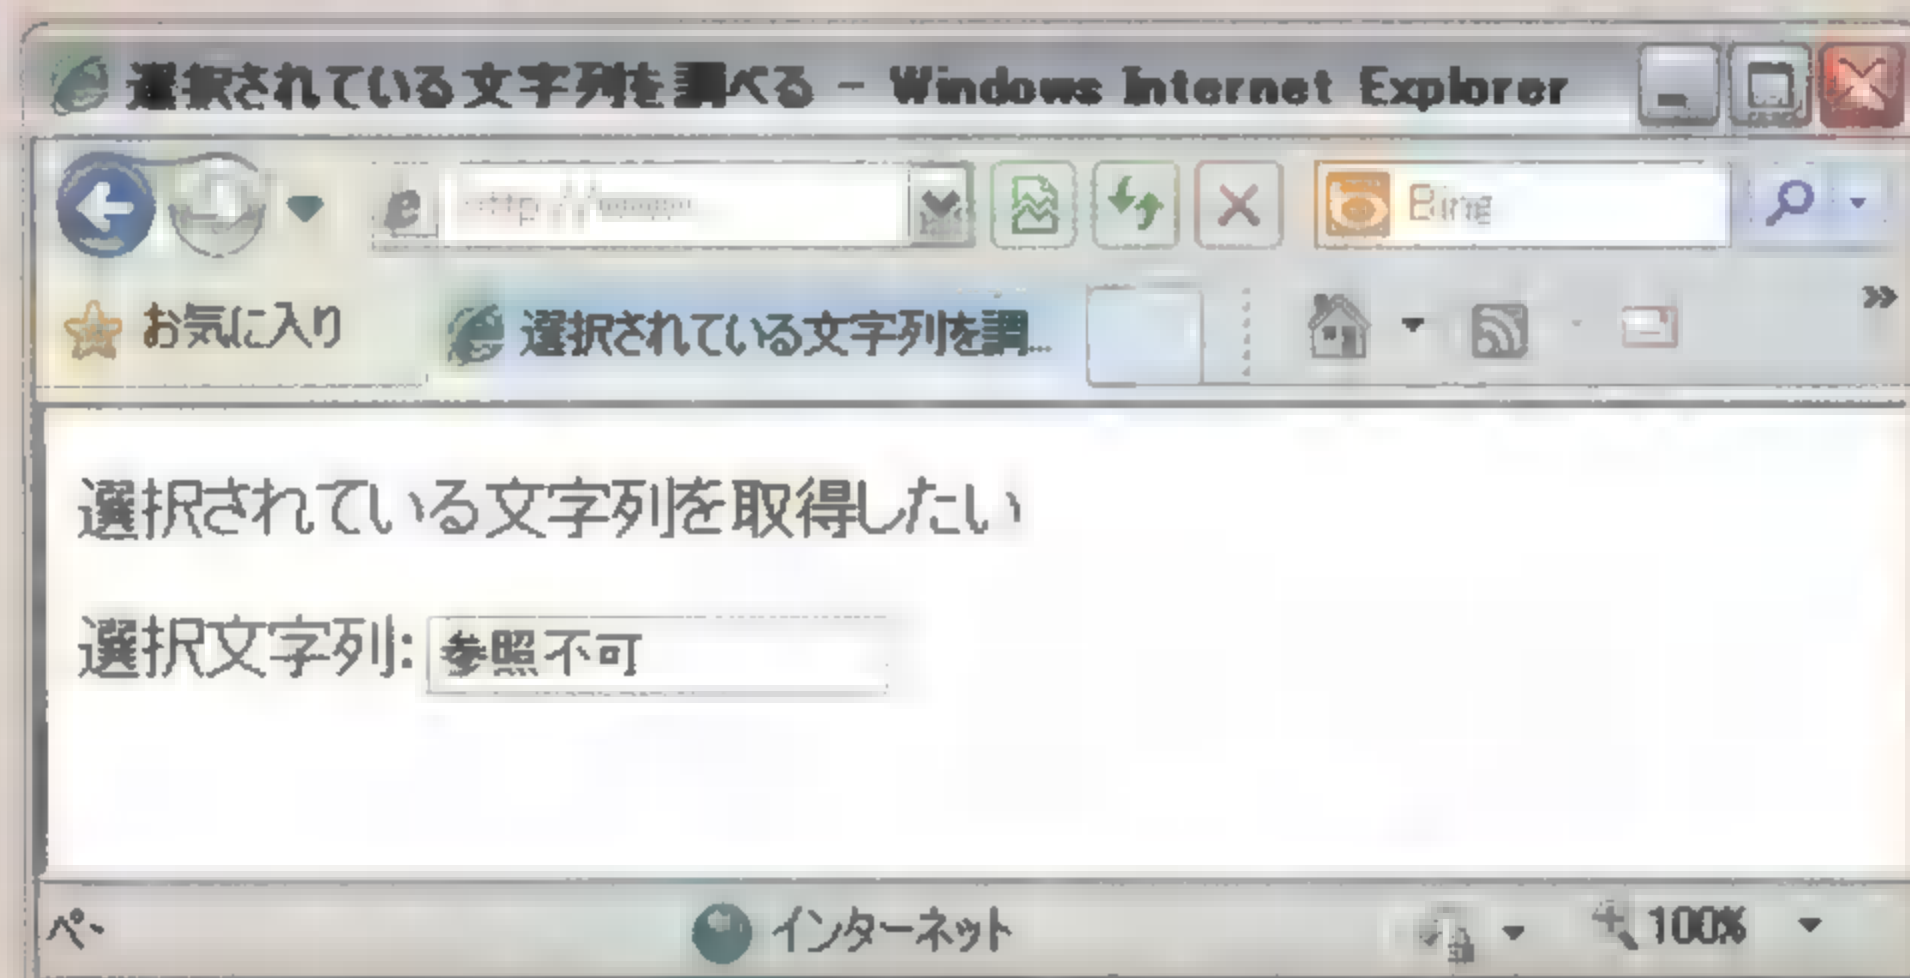 選択されている文字列を調べる - Windows Internet Explorer
Bing
お気に入り
選択されている文字列を調...
選択されている文字列を取得したい
選択文字列: 参照不可
ペ
インターネット
100%